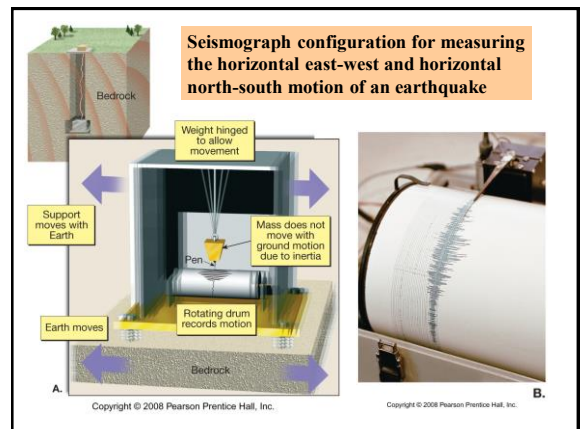 Seismograph configuration for measuring
the horizontal east-west and horizontal
north-south motion of an earthquake
Bedrock
Weight hinged
to allow
movement
Support
moves with
Earth
Mass does not
move with
ground motion
due to inertia
Pen
Rotating drum
records motion
Earth moves
Bedrock
A.
B.
Copyright © 2008 Pearson Prentice Hall, Inc.
Copyright © 2008 Pearson Prentice Hall, Inc.